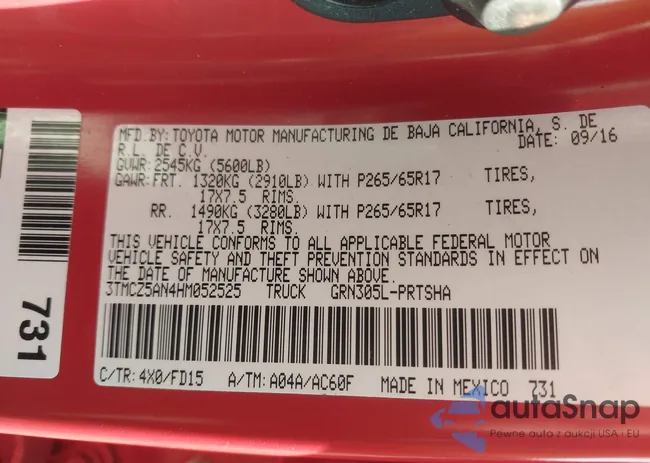 MFD.BY:TOYOTA MOTOR MANUFACTURING DE BAJA CALIFORNIA, S. DE
R.L. DE C.V. DATE: 09/16
GVWR:2545KG (5600LB)
GAWR:FRT. 1320KG (2910LB) WITH P265/65R17 TIRES,
17X7.5 RIMS.
RR. 1490KG (3280LB) WITH P265/65R17 TIRES,
17X7.5 RIMS.
THIS VEHICLE CONFORMS TO ALL APPLICABLE FEDERAL MOTOR
VEHICLE SAFETY AND THEFT PREVENTION STANDARDS IN EFFECT ON
THE DATE OF MANUFACTURE SHOWN ABOVE.
3TMCZ5AN4HM052525 TRUCK GRN305L-PRTSHA
C/TR:4X0/FD15 A/TM:A04A/AC60F MADE IN MEXICO 731
731
autaSnap
Pewne auta z aukcji USA i EU